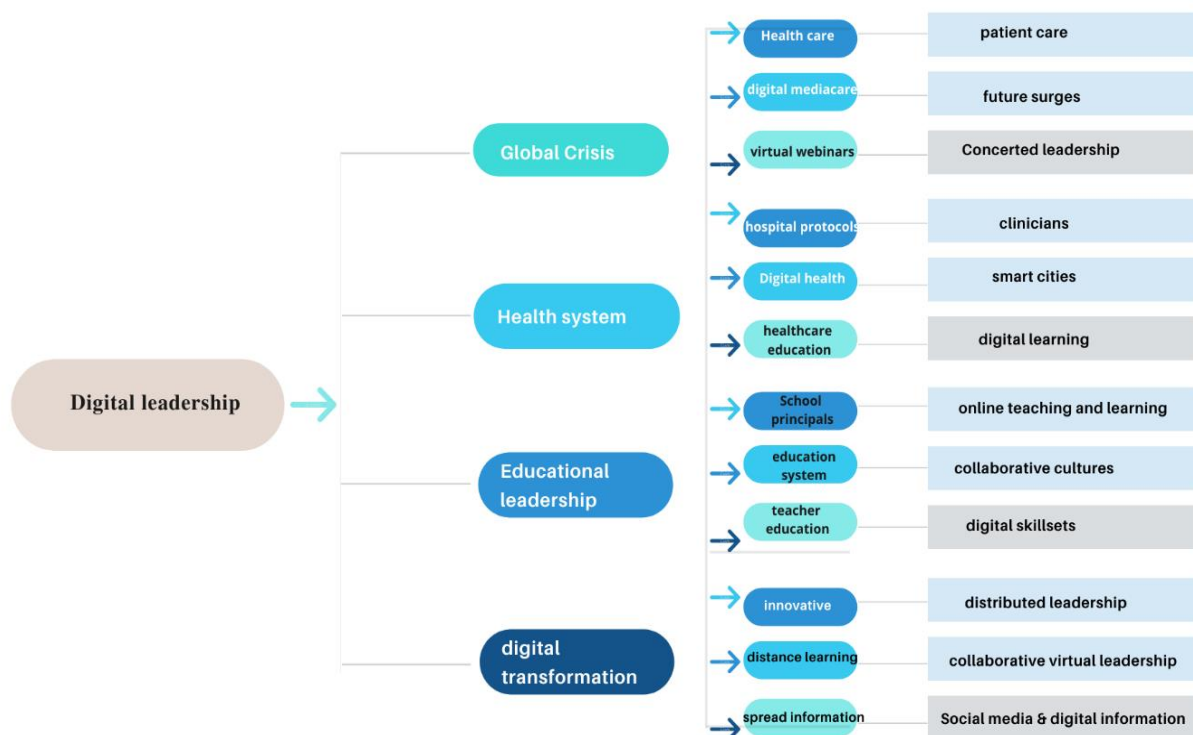 Health care
patient care
digital mediacare
future surges
Global Crisis
virtual webinars
Concerted leadership
hospital protocols
clinicians
Digital health
smart cities
Health system
healthcare
education
digital learning
Digital leadership
School
principals
online teaching and learning
Educational
leadership
education
system
collaborative cultures
teacher
education
digital skillsets
innovative
distributed leadership
digital
transformation
distance learning
collaborative virtual leadership
spread information
Social media & digital information